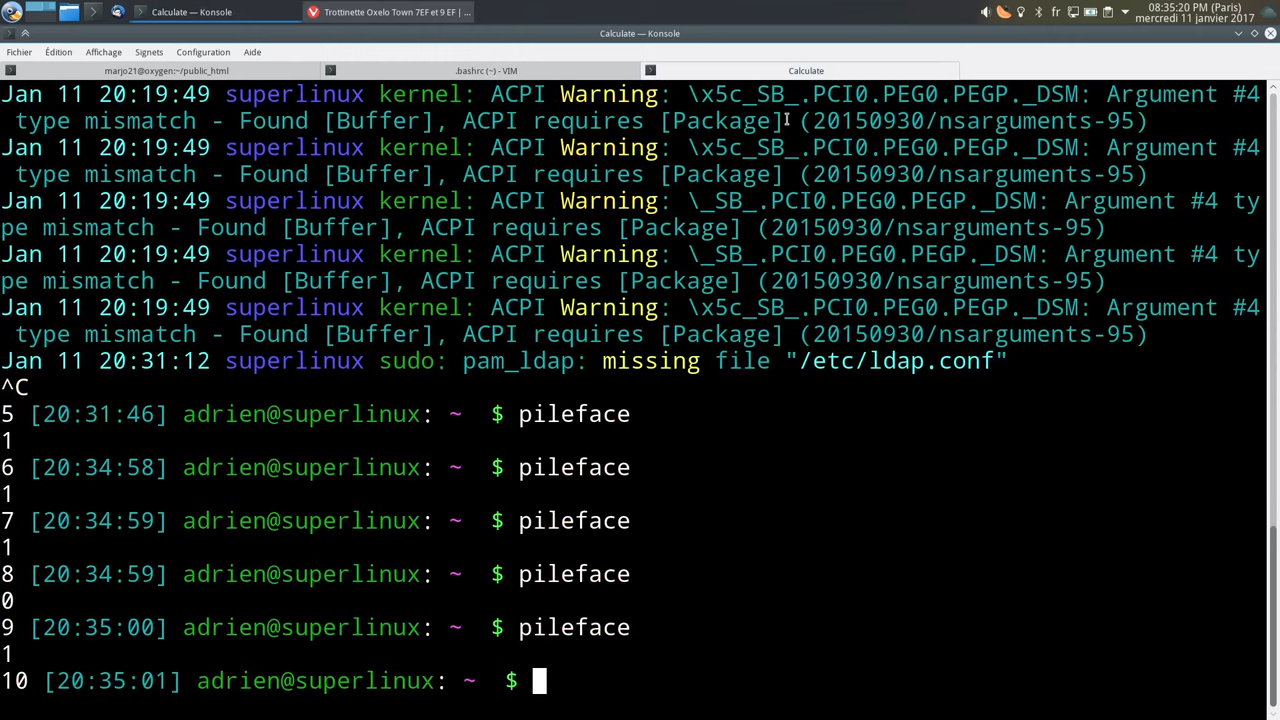 Calculate — Konsole
Trottinette Oxelo Town 7EF et 9 EF | ...
fr
08:35:20 PM (Paris)
mercredi 11 janvier 2017
Calculate — Konsole
Fichier Édition Affichage Signets Configuration Aide
marjo21@oxygen:~/public_html
.bashrc (~) - VIM
Calculate
Jan 11 20:19:49 superlinux kernel: ACPI Warning: \x5c_SB_.PCI0.PEG0.PEGP._DSM: Argument #4
type mismatch - Found [Buffer], ACPI requires [Package] (20150930/nsarguments-95)
Jan 11 20:19:49 superlinux kernel: ACPI Warning: \x5c_SB_.PCI0.PEG0.PEGP._DSM: Argument #4
type mismatch - Found [Buffer], ACPI requires [Package] (20150930/nsarguments-95)
Jan 11 20:19:49 superlinux kernel: ACPI Warning: \_SB_.PCI0.PEG0.PEGP._DSM: Argument #4 ty
pe mismatch - Found [Buffer], ACPI requires [Package] (20150930/nsarguments-95)
Jan 11 20:19:49 superlinux kernel: ACPI Warning: \_SB_.PCI0.PEG0.PEGP._DSM: Argument #4 ty
pe mismatch - Found [Buffer], ACPI requires [Package] (20150930/nsarguments-95)
Jan 11 20:19:49 superlinux kernel: ACPI Warning: \x5c_SB_.PCI0.PEG0.PEGP._DSM: Argument #4
type mismatch - Found [Buffer], ACPI requires [Package] (20150930/nsarguments-95)
Jan 11 20:31:12 superlinux sudo: pam_ldap: missing file "/etc/ldap.conf"
^C
5 [20:31:46] adrien@superlinux: ~ $ pileface
1
6 [20:34:58] adrien@superlinux: ~ $ pileface
1
7 [20:34:59] adrien@superlinux: ~ $ pileface
1
8 [20:34:59] adrien@superlinux: ~ $ pileface
0
9 [20:35:00] adrien@superlinux: ~ $ pileface
1
10 [20:35:01] adrien@superlinux: ~ $